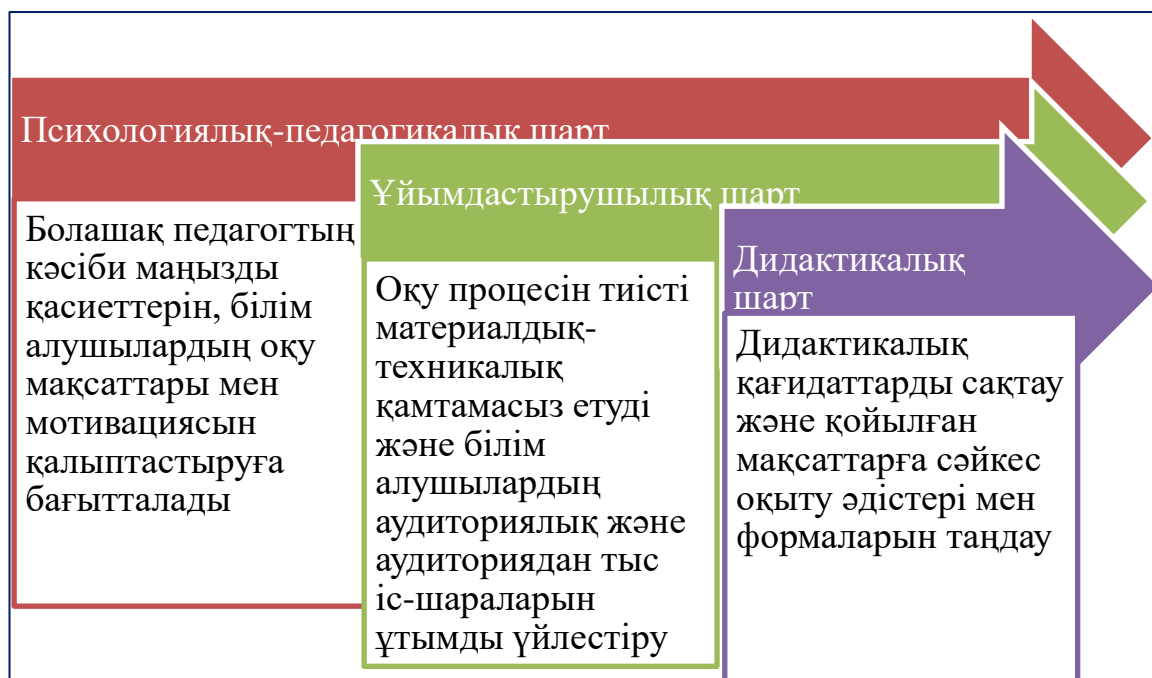 Психологиялық-педагогикалық шарт
Болашақ педагогтың
кәсіби маңызды
қасиеттерін, білім
алушылардың оқу
мақсаттары мен
мотивациясын
қалыптастыруға
бағытталады
Ұйымдастырушылық шарт
Оқу процесін тиісті
материалдық-
техникалық
қамтамасыз етуді
және білім
алушылардың
аудиториялық және
аудиториядан тыс
іс-шараларын
ұтымды үйлестіру
Дидактикалық
шарт
Дидактикалық
қағидаттарды сақтау
және қойылған
мақсаттарға сәйкес
оқыту әдістері мен
формаларын таңдау